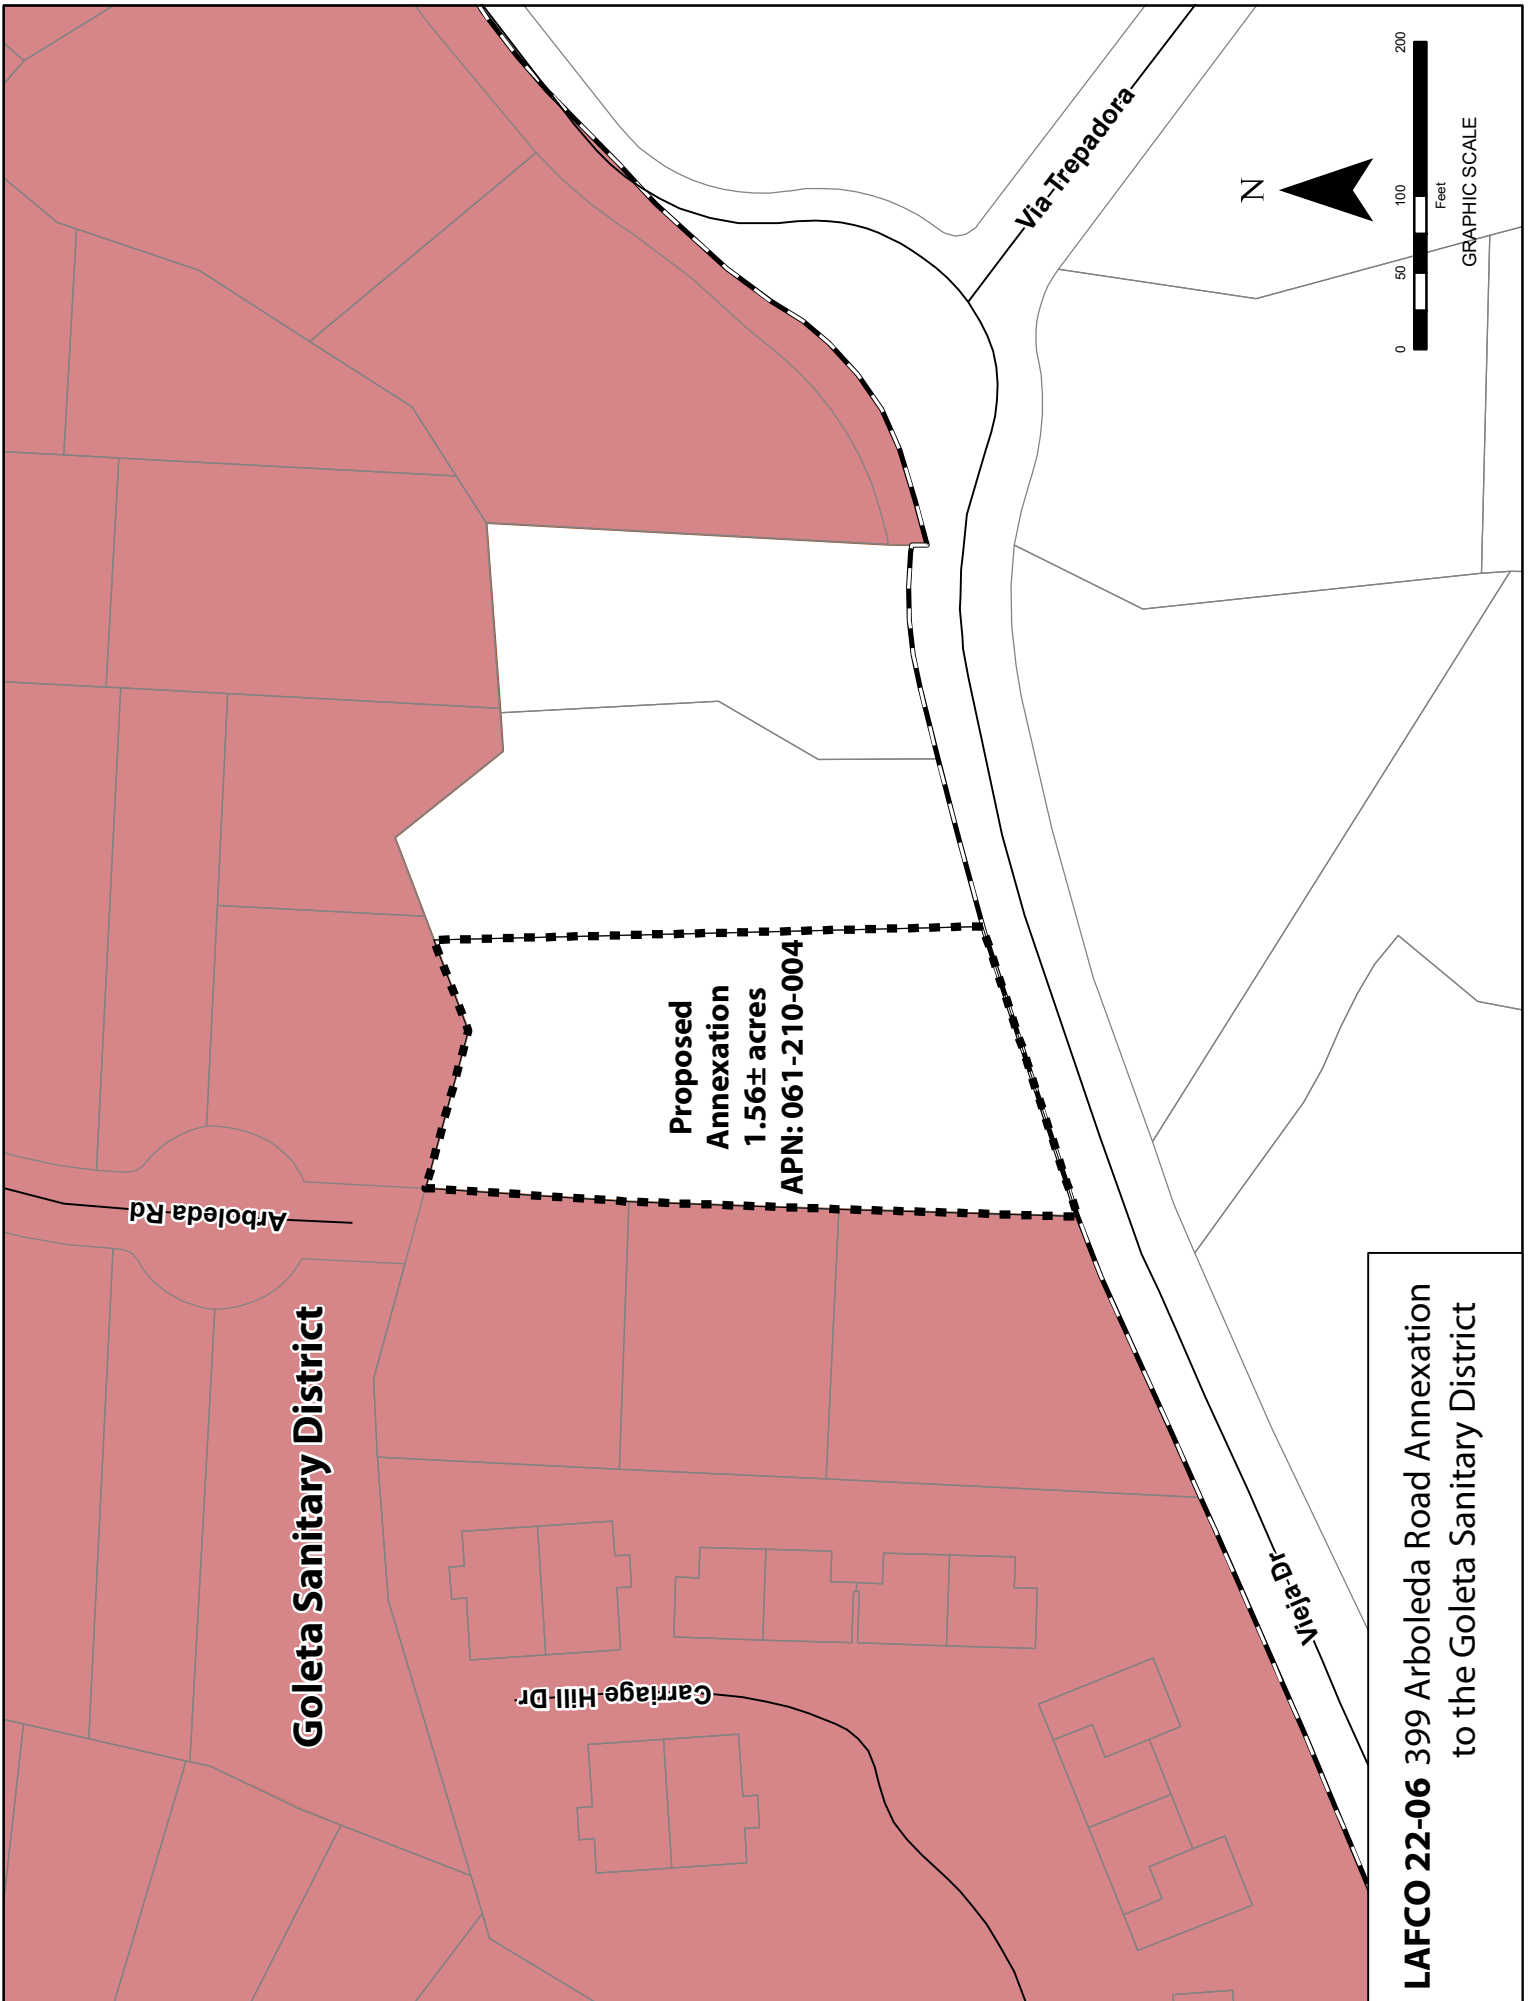 Goleta Sanitary District
Arboleda Rd
Carriage Hill Dr
Proposed
Annexation
1.56± acres
APN: 061-210-004
Vieja Dr
Via Trepadora
N
0 50 100 200
Feet
GRAPHIC SCALE
LAFCO 22-06 399 Arboleda Road Annexation
to the Goleta Sanitary District